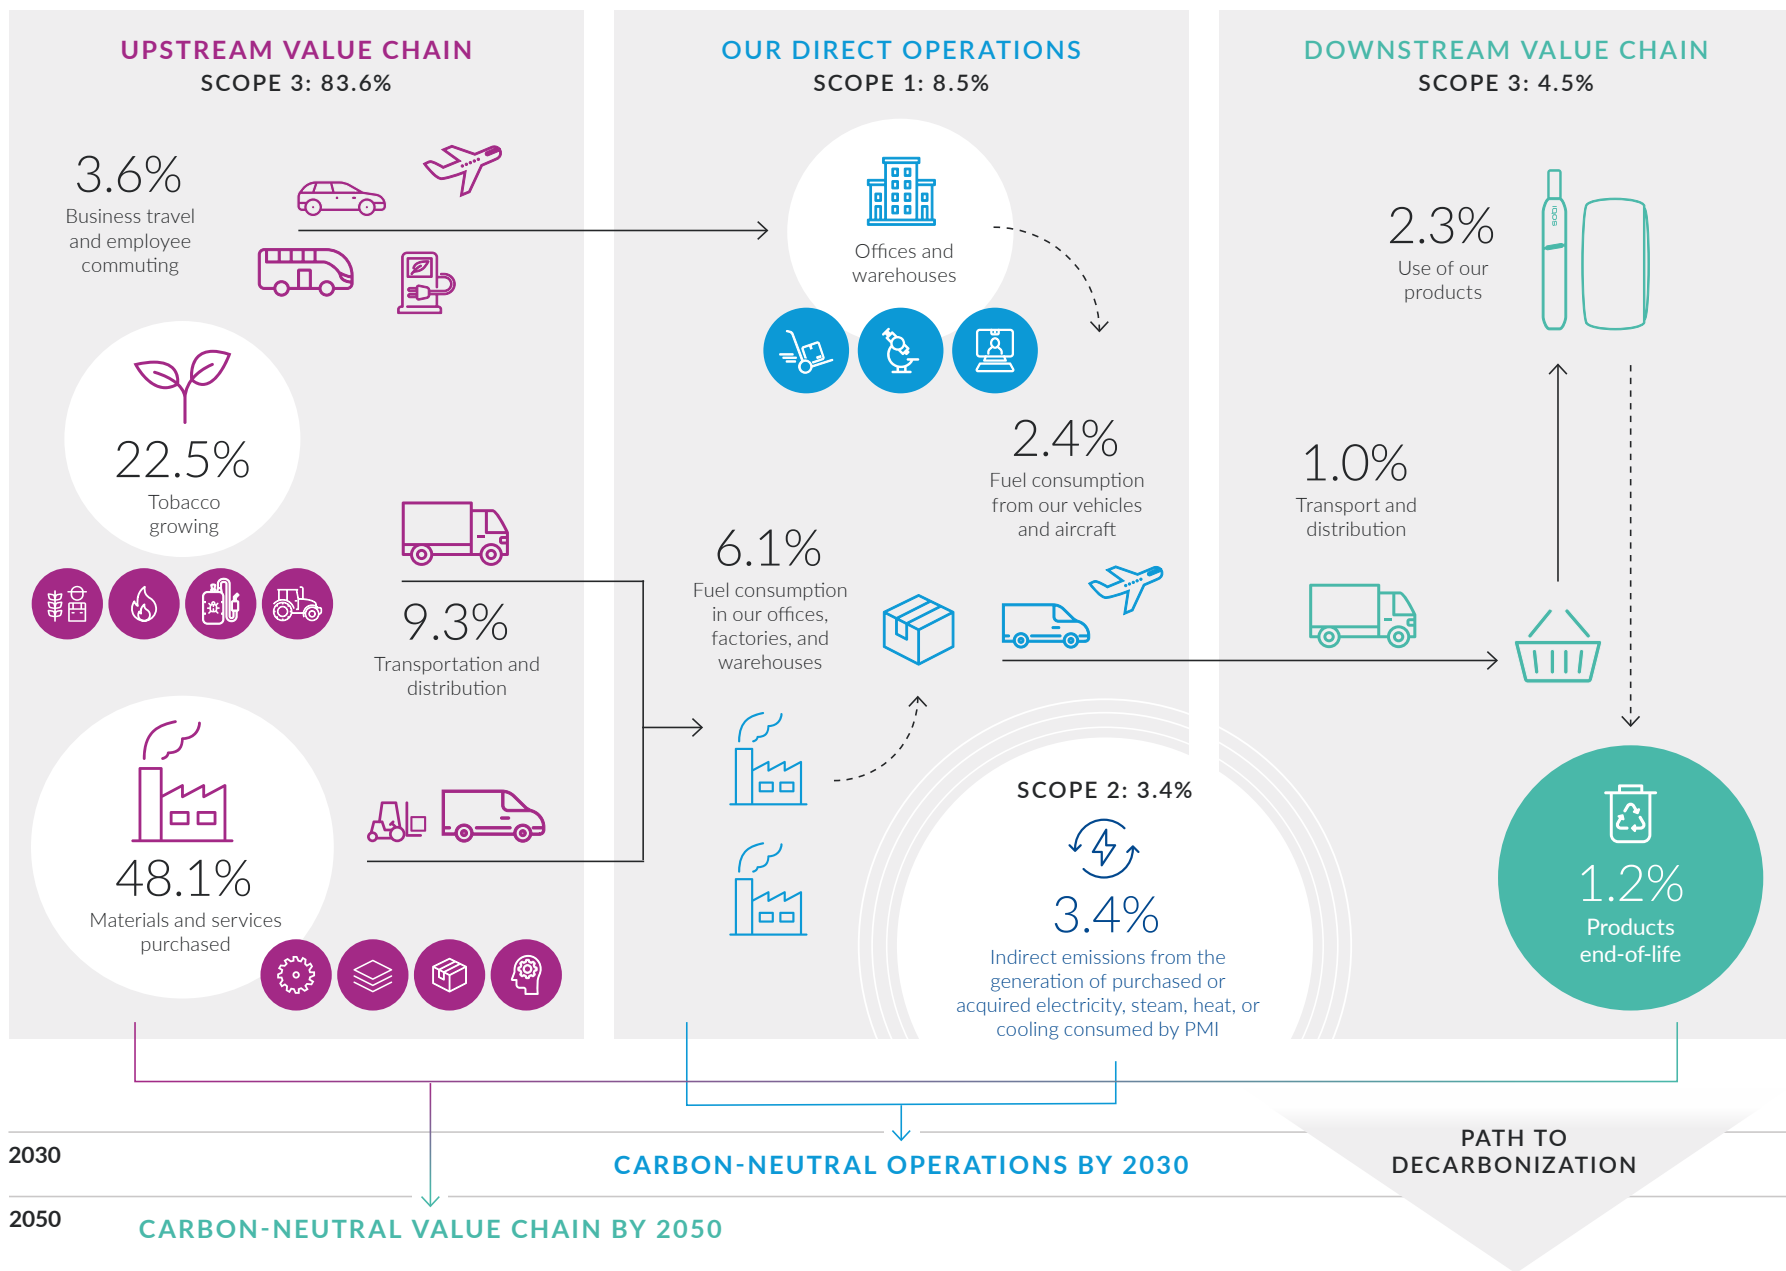 UPSTREAM VALUE CHAIN
SCOPE 3: 83.6%
3.6%
Business travel
and employee
commuting
22.5%
Tobacco
growing
9.3%
Transportation and
distribution
48.1%
Materials and services
purchased
OUR DIRECT OPERATIONS
SCOPE 1: 8.5%
Offices and
warehouses
2.4%
Fuel consumption
from our vehicles
and aircraft
6.1%
Fuel consumption
in our offices,
factories, and
warehouses
SCOPE 2: 3.4%
3.4%
Indirect emissions from the
generation of purchased or
acquired electricity, steam, heat, or
cooling consumed by PMI
DOWNSTREAM VALUE CHAIN
SCOPE 3: 4.5%
2.3%
Use of our
products
IQOS
1.0%
Transport and
distribution
1.2%
Products
end-of-life
2030
CARBON-NEUTRAL OPERATIONS BY 2030
PATH TO
DECARBONIZATION
2050
CARBON-NEUTRAL VALUE CHAIN BY 2050